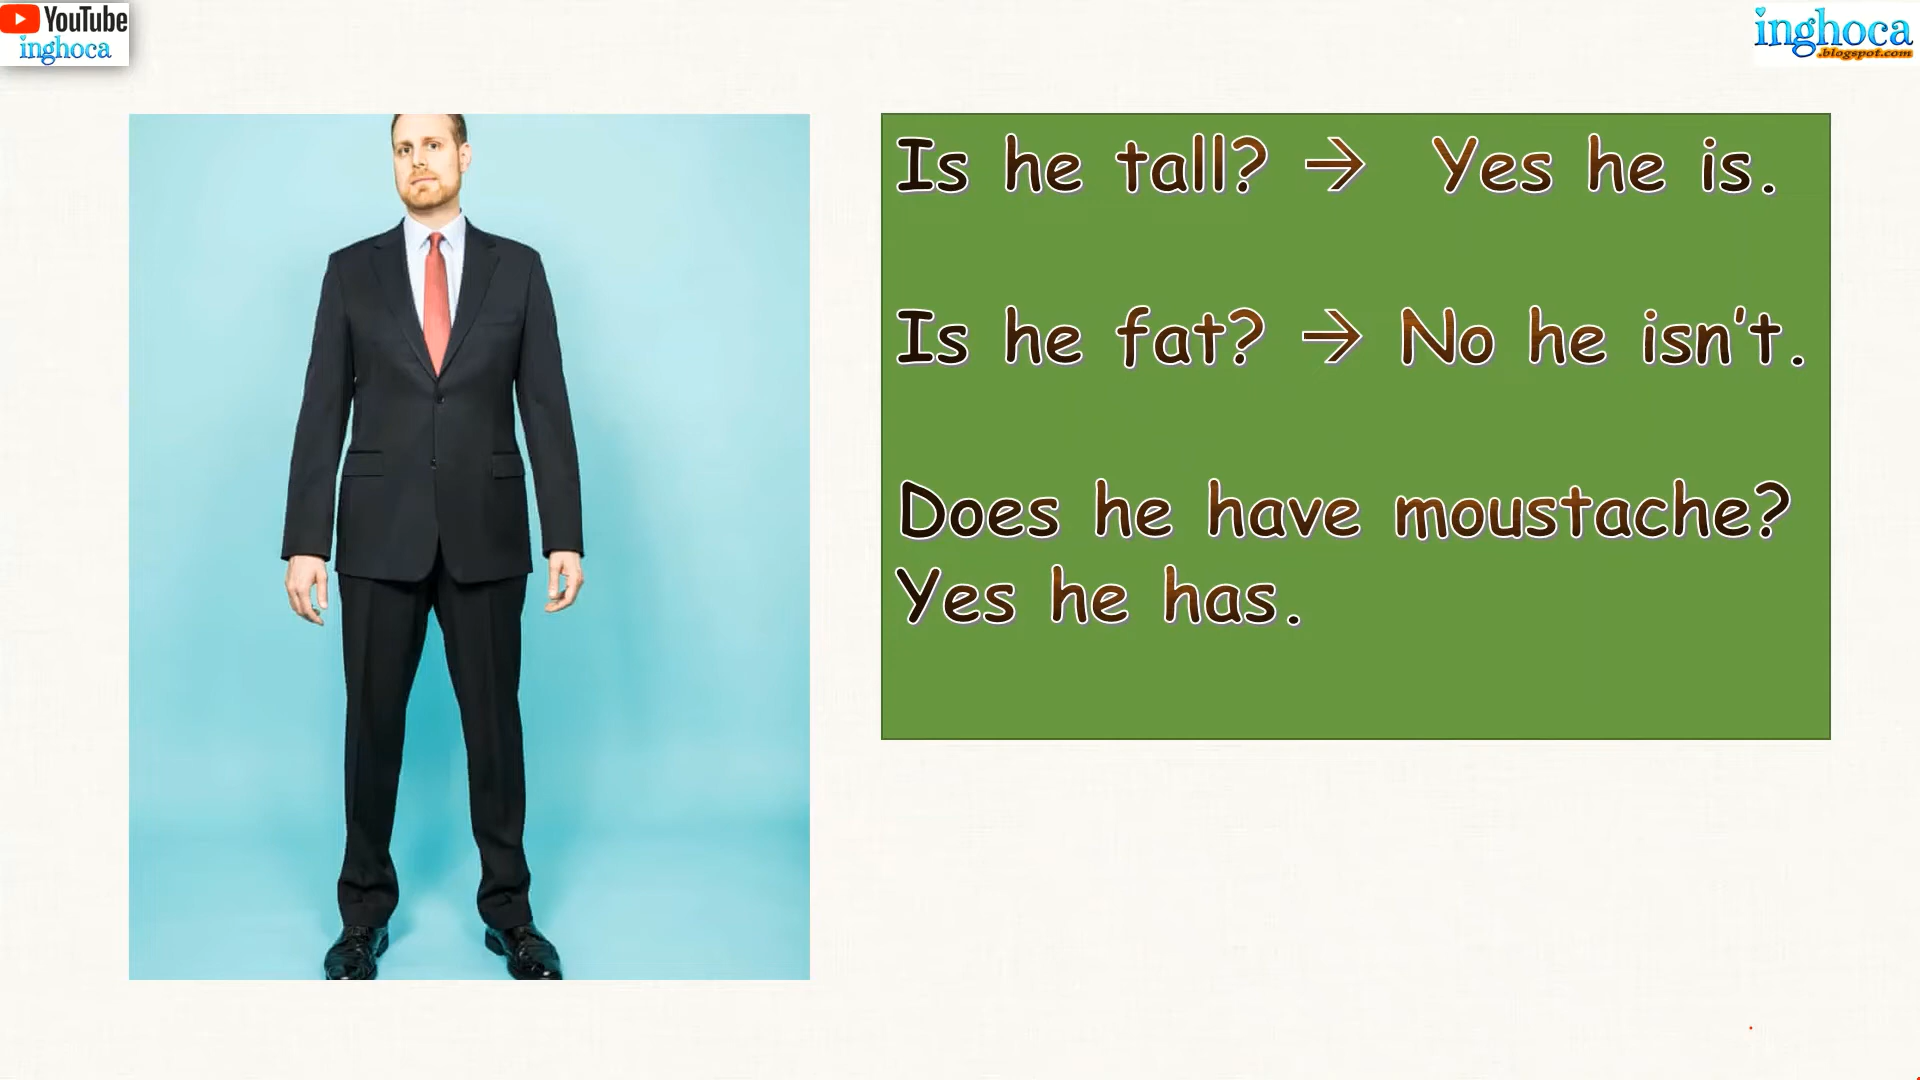 YouTube
inghoca
inghoca
.blogspot.com
Is he tall? → Yes he is.
Is he fat? → No he isn't.
Does he have moustache?
Yes he has.